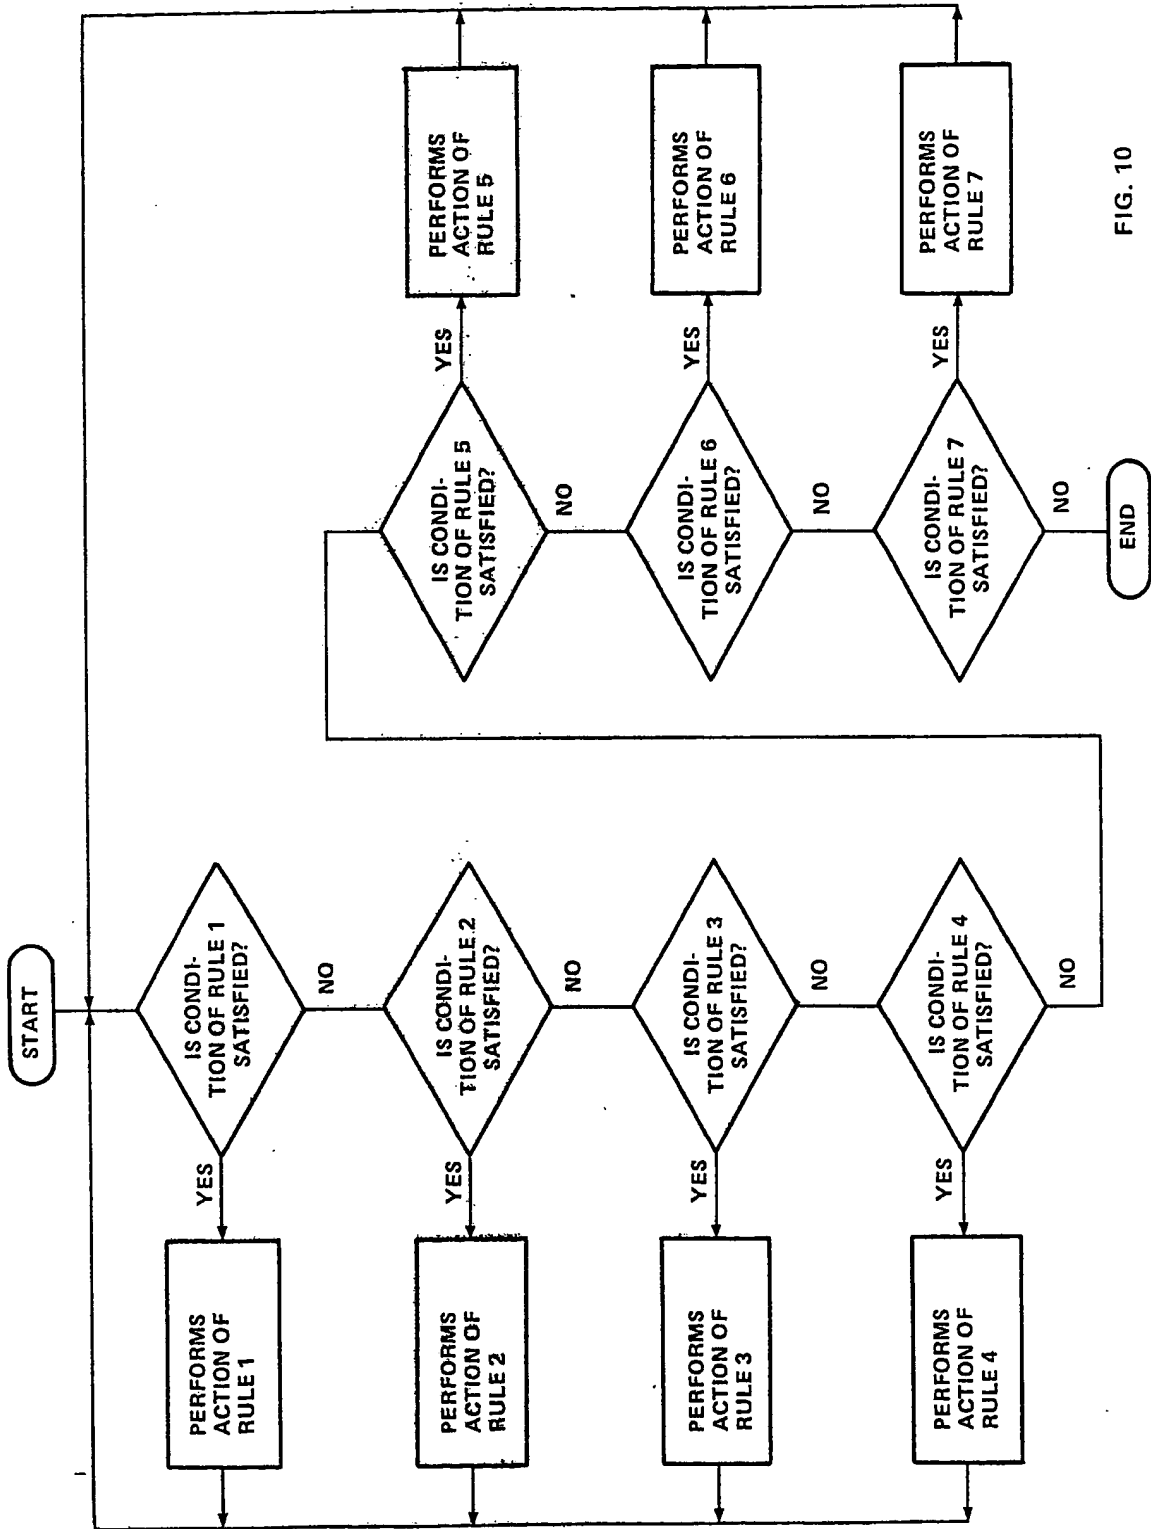 START
IS CONDI-
TION OF RULE 1
SATISFIED?
YES
PERFORMS
ACTION OF
RULE 1
NO
IS CONDI-
TION OF RULE 2
SATISFIED?
YES
PERFORMS
ACTION OF
RULE 2
NO
IS CONDI-
TION OF RULE 3
SATISFIED?
YES
PERFORMS
ACTION OF
RULE 3
NO
IS CONDI-
TION OF RULE 4
SATISFIED?
YES
PERFORMS
ACTION OF
RULE 4
NO
IS CONDI-
TION OF RULE 5
SATISFIED?
YES
PERFORMS
ACTION OF
RULE 5
NO
IS CONDI-
TION OF RULE 6
SATISFIED?
YES
PERFORMS
ACTION OF
RULE 6
NO
IS CONDI-
TION OF RULE 7
SATISFIED?
YES
PERFORMS
ACTION OF
RULE 7
NO
END
FIG. 10